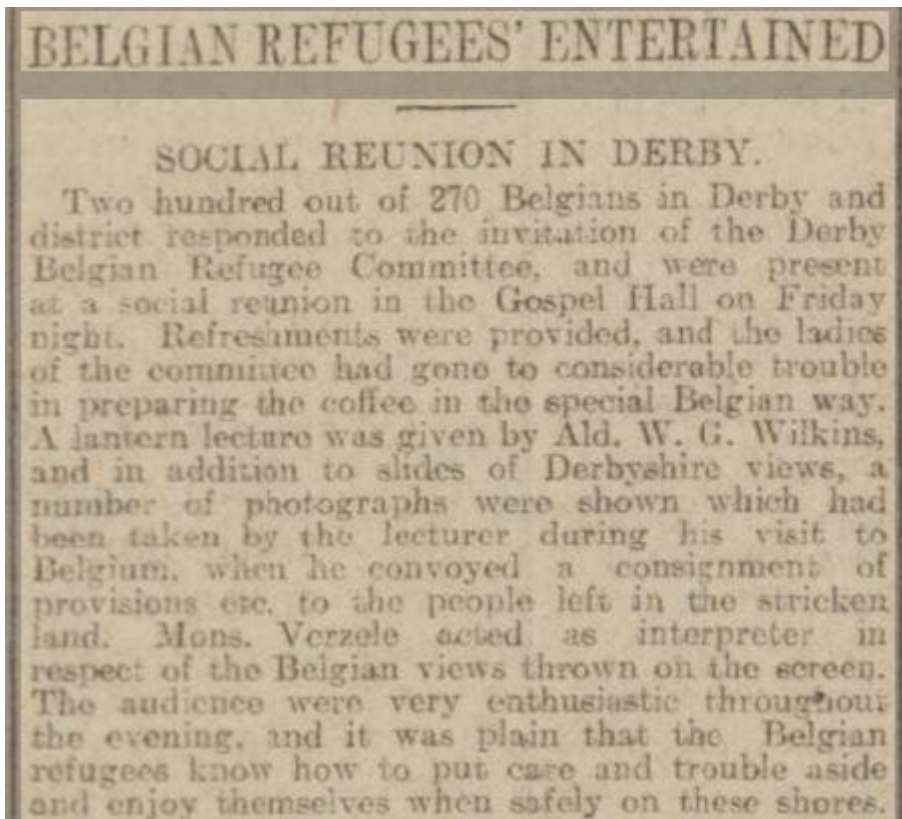 BELGIAN REFUGEES' ENTERTAINED
SOCIAL REUNION IN DERBY.
Two hundred out of 270 Belgians in Derby and
district responded to the invitation of the Derby
Belgian Refugee Committee, and were present
at a social reunion in the Gospel Hall on Friday
night. Refreshments were provided, and the ladies
of the committee had gone to considerable trouble
in preparing the coffee in the special Belgian way.
A lantern lecture was given by Ald. W. G. Wilkins,
and in addition to slides of Derbyshire views, a
number of photographs were shown which had
been taken by the lecturer during his visit to
Belgium, when he convoyed a consignment of
provisions etc. to the people left in the stricken
land. Mons. Verzele acted as interpreter in
respect of the Belgian views thrown on the screen.
The audience were very enthusiastic throughout
the evening, and it was plain that the Belgian
refugees know how to put care and trouble aside
and enjoy themselves when safely on these shores.